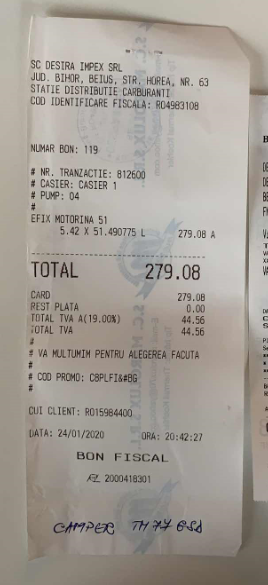 SC DESIRA IMPEX SRL
JUD. BIHOR, BEIUS, STR. HOREA, NR. 63
STATIE DISTRIBUTIE CARBURANTI
COD IDENTIFICARE FISCALA: RO4983108
NUMAR BON: 119
# NR. TRANZACTIE: 812600
# CASIER: CASIER 1
# PUMP: 04
#
EFIX MOTORINA 51
5.42 X 51.490775 L 279.08 A
TOTAL 279.08
CARD 279.08
REST PLATA 0.00
TOTAL TVA A(19.00%) 44.56
TOTAL TVA 44.56
#
# VA MULTUMIM PENTRU ALEGEREA FACUTA
#
# COD PROMO: C8PLFI&#BG
#
CUI CLIENT: RO15984400
DATA: 24/01/2020 ORA: 20:42:27
BON FISCAL
2000418301
CAMPER TM 77